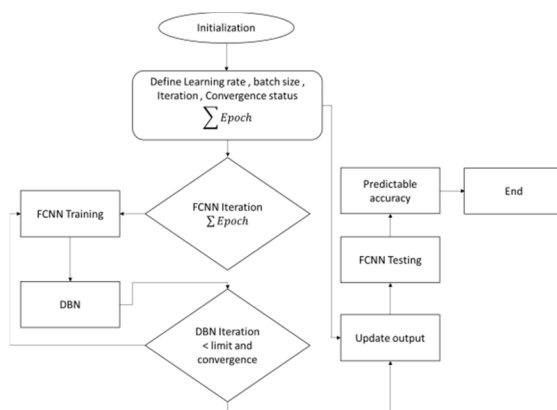 Initialization
Define Learning rate , batch size ,
Iteration , Convergence status
∑ Epoch
FCNN Iteration
∑ Epoch
FCNN Training
DBN
DBN Iteration
< limit and
convergence
Predictable
accuracy
End
FCNN Testing
Update output